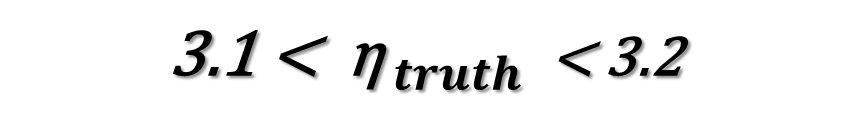 3.1 < η truth < 3.2